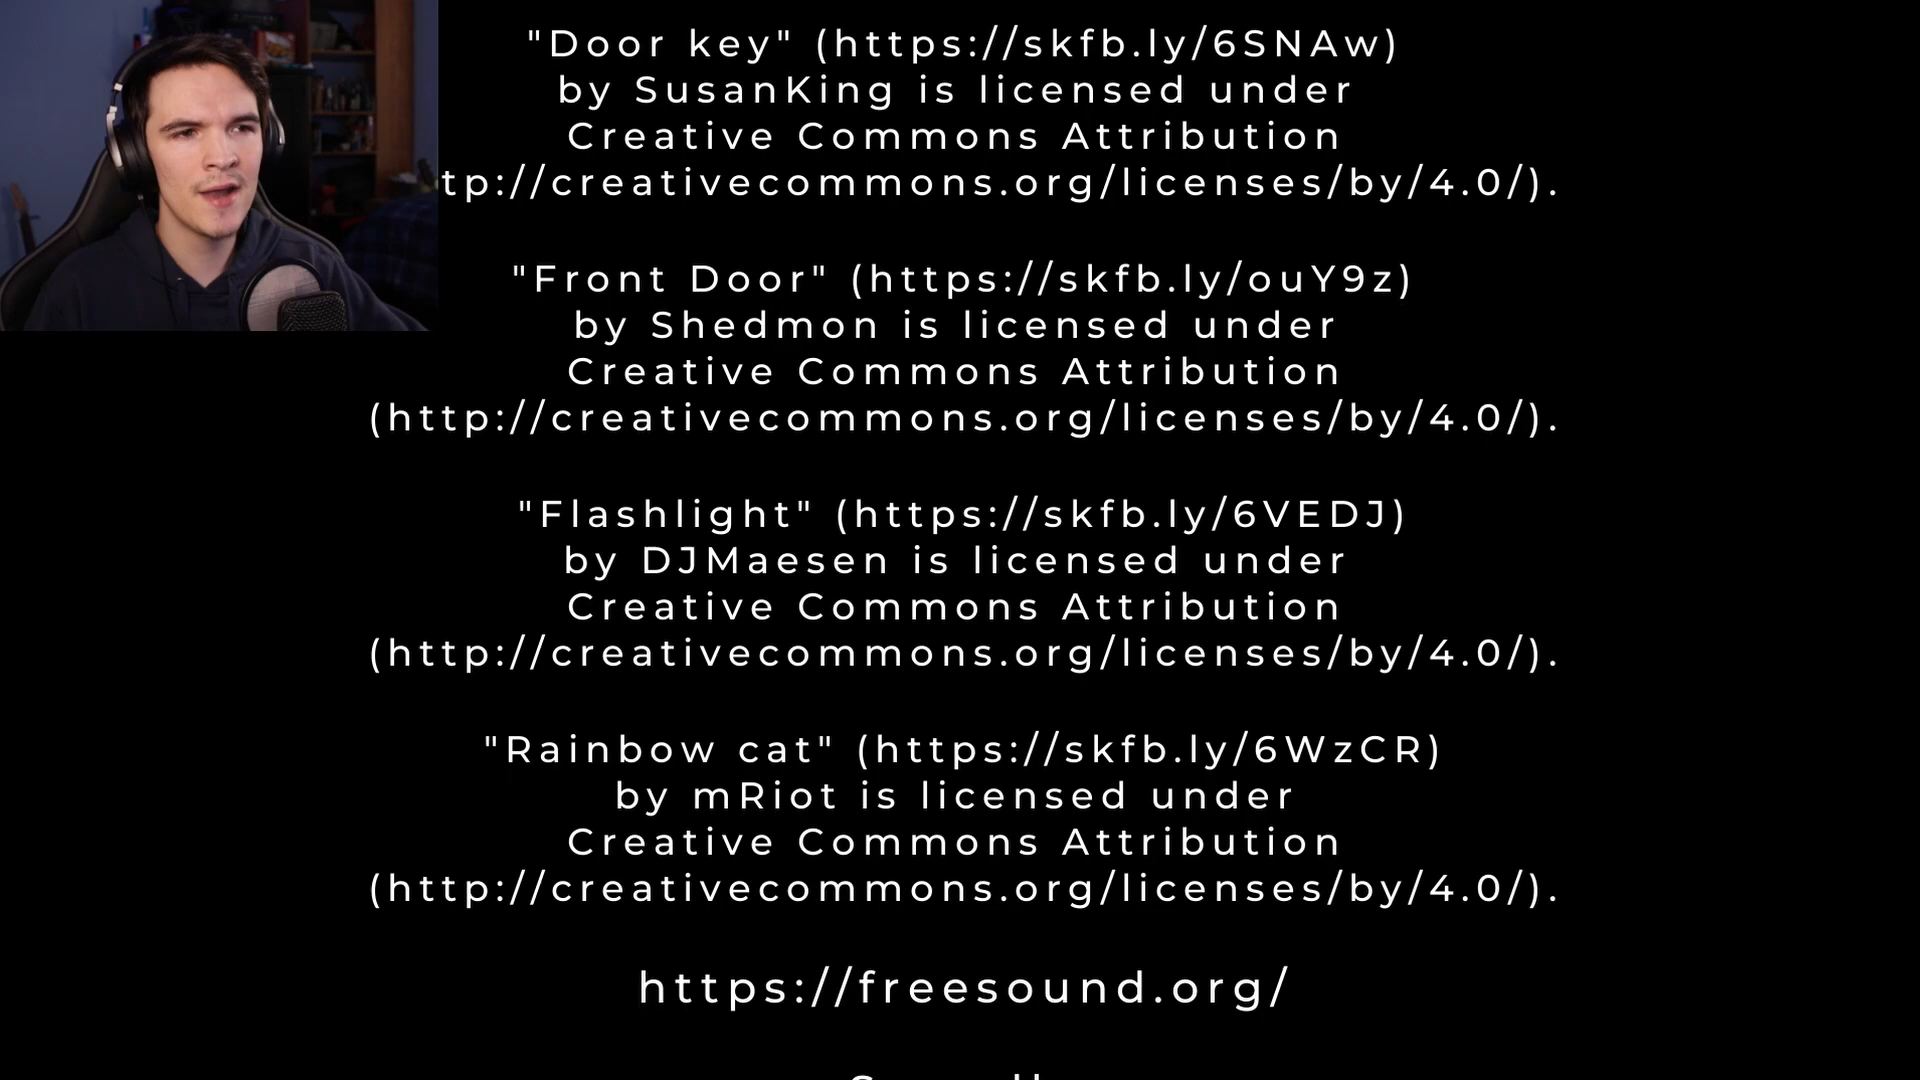 "Door key" (https://skfb.ly/6SNAw)
by SusanKing is licensed under
Creative Commons Attribution
tp://creativecommons.org/licenses/by/4.0/).
"Front Door" (https://skfb.ly/ouY9z)
by Shedmon is licensed under
Creative Commons Attribution
(http://creativecommons.org/licenses/by/4.0/).
"Flashlight" (https://skfb.ly/6VEDJ)
by DJMaesen is licensed under
Creative Commons Attribution
(http://creativecommons.org/licenses/by/4.0/).
"Rainbow cat" (https://skfb.ly/6WzCR)
by mRiot is licensed under
Creative Commons Attribution
(http://creativecommons.org/licenses/by/4.0/).
https://freesound.org/